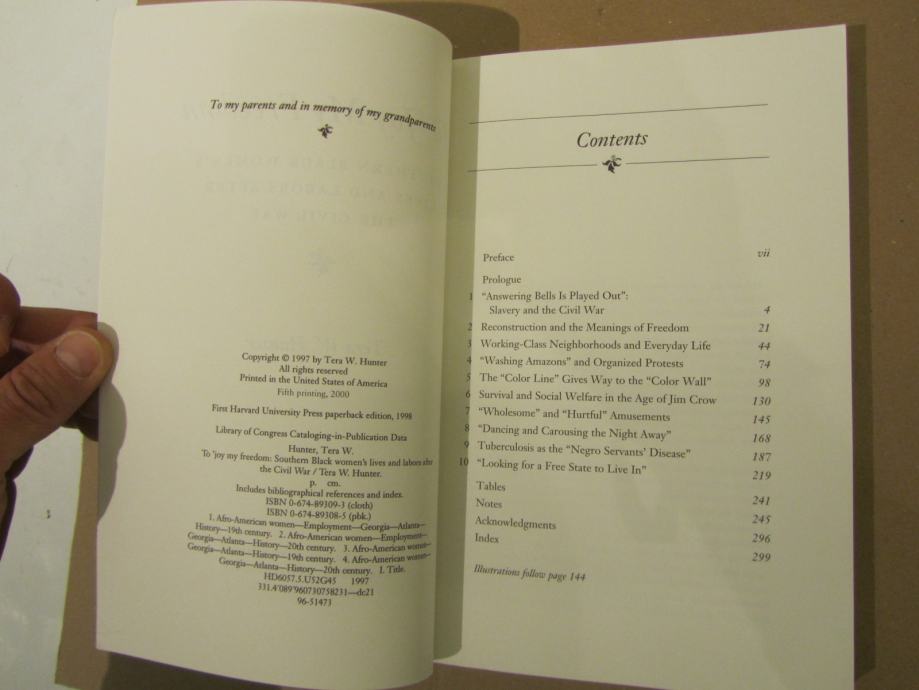 To my parents and in memory of my grandparents
Copyright © 1997 by Tera W. Hunter
All rights reserved
Printed in the United States of America
Fifth printing, 2000
First Harvard University Press paperback edition, 1998
Library of Congress Cataloging-in-Publication Data
Hunter, Tera W.
To 'joy my freedom: Southern Black women's lives and labors after
the Civil War / Tera W. Hunter.
p. cm.
Includes bibliographical references and index.
ISBN 0-674-89309-3 (cloth)
ISBN 0-674-89308-5 (pbk.)
1. Afro-American women—Employment—Georgia—Atlanta—
History—19th century. 2. Afro-American women—Employment—
Georgia—Atlanta—History—20th century. 3. Afro-American women—
Georgia—Atlanta—History—19th century. 4. Afro-American women—
Georgia—Atlanta—History—20th century. I. Title.
HD6057.5.U52G45 1997
331.4'089'960730758231—dc21
96-51473
Contents
Preface vii
Prologue
1 "Answering Bells Is Played Out":
Slavery and the Civil War 4
2 Reconstruction and the Meanings of Freedom 21
3 Working-Class Neighborhoods and Everyday Life 44
4 "Washing Amazons" and Organized Protests 74
5 The "Color Line" Gives Way to the "Color Wall" 98
6 Survival and Social Welfare in the Age of Jim Crow 130
7 "Wholesome" and "Hurtful" Amusements 145
8 "Dancing and Carousing the Night Away" 168
9 Tuberculosis as the "Negro Servants' Disease" 187
10 "Looking for a Free State to Live In" 219
Tables 241
Notes 245
Acknowledgments 296
Index 299
Illustrations follow page 144